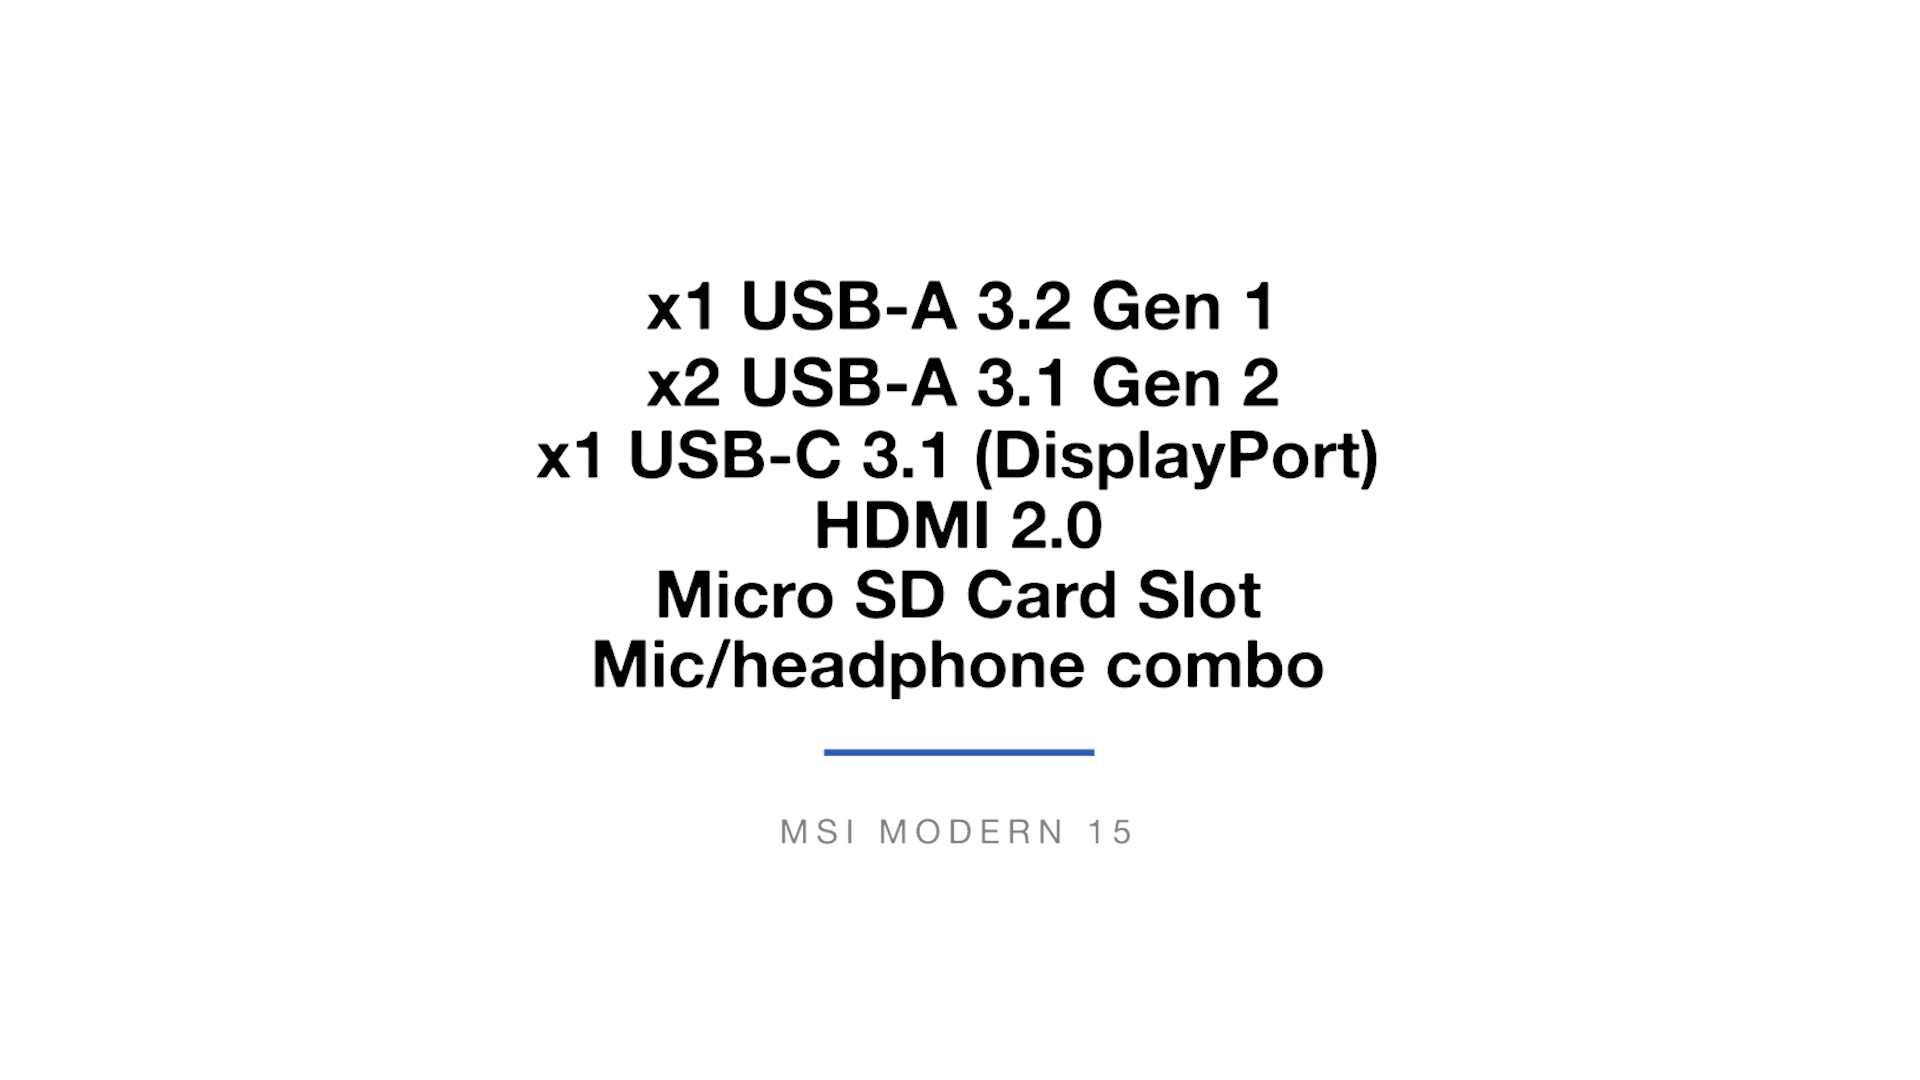 x1 USB-A 3.2 Gen 1
x2 USB-A 3.1 Gen 2
x1 USB-C 3.1 (DisplayPort)
HDMI 2.0
Micro SD Card Slot
Mic/headphone combo
MSI MODERN 15